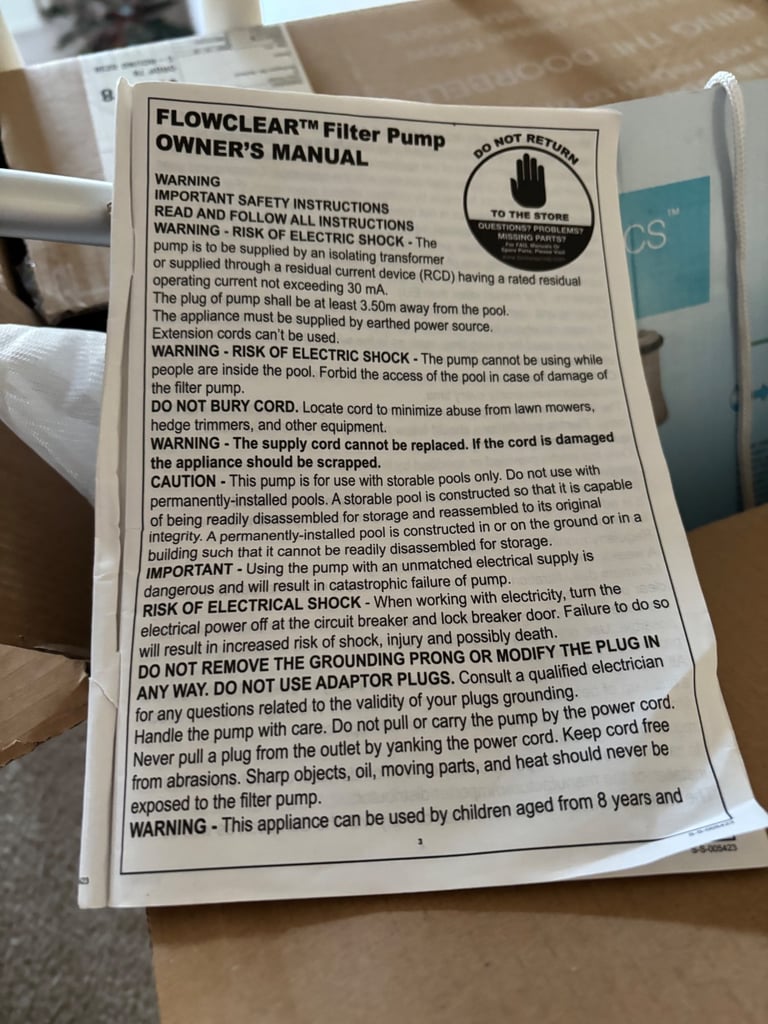 RING THE DOORBELL
8
FLOWCLEAR™ Filter Pump
OWNER'S MANUAL
DO NOT RETURN
TO THE STORE
QUESTIONS? PROBLEMS?
MISSING PARTS?
For FAQ, Manuals Or
Spare Parts, Please Visit
CS™
WARNING
IMPORTANT SAFETY INSTRUCTIONS
READ AND FOLLOW ALL INSTRUCTIONS
WARNING - RISK OF ELECTRIC SHOCK - The
pump is to be supplied by an isolating transformer
or supplied through a residual current device (RCD) having a rated residual
operating current not exceeding 30 mA.
The plug of pump shall be at least 3.50m away from the pool.
The appliance must be supplied by earthed power source.
Extension cords can't be used.
WARNING - RISK OF ELECTRIC SHOCK - The pump cannot be using while
people are inside the pool. Forbid the access of the pool in case of damage of
the filter pump.
DO NOT BURY CORD. Locate cord to minimize abuse from lawn mowers,
hedge trimmers, and other equipment.
WARNING - The supply cord cannot be replaced. If the cord is damaged
the appliance should be scrapped.
CAUTION - This pump is for use with storable pools only. Do not use with
permanently-installed pools. A storable pool is constructed so that it is capable
of being readily disassembled for storage and reassembled to its original
integrity. A permanently-installed pool is constructed in or on the ground or in a
building such that it cannot be readily disassembled for storage.
IMPORTANT - Using the pump with an unmatched electrical supply is
dangerous and will result in catastrophic failure of pump.
RISK OF ELECTRICAL SHOCK - When working with electricity, turn the
electrical power off at the circuit breaker and lock breaker door. Failure to do so
will result in increased risk of shock, injury and possibly death.
DO NOT REMOVE THE GROUNDING PRONG OR MODIFY THE PLUG IN
ANY WAY. DO NOT USE ADAPTOR PLUGS. Consult a qualified electrician
for any questions related to the validity of your plugs grounding.
Handle the pump with care. Do not pull or carry the pump by the power cord.
Never pull a plug from the outlet by yanking the power cord. Keep cord free
from abrasions. Sharp objects, oil, moving parts, and heat should never be
exposed to the filter pump.
WARNING - This appliance can be used by children aged from 8 years and
3
S-S-005423